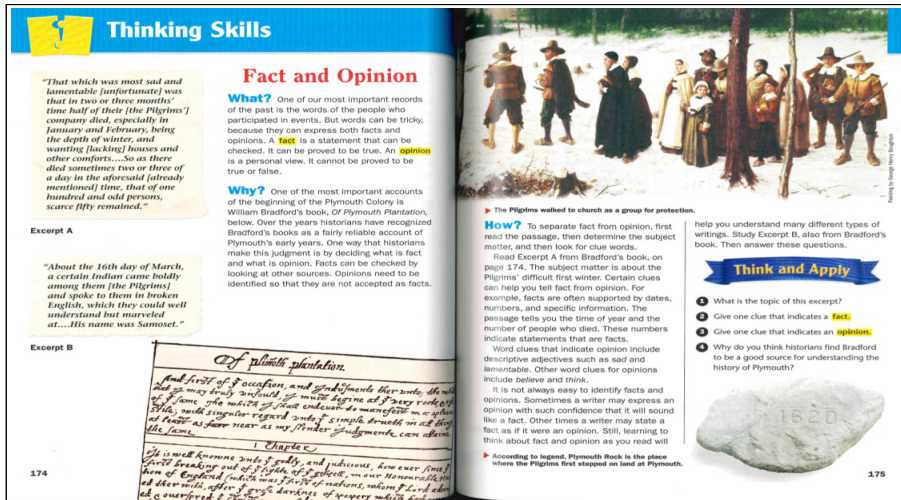 Thinking Skills
"That which was most sad and
lamentable [unfortunate] was
that in two or three months'
time half of their [the Pilgrims']
company died, especially in
January and February, being
the depth of winter, and
wanting [lacking] houses and
other comforts....So as there
died sometimes two or three of
a day in the aforesaid [already
mentioned] time, that of one
hundred and odd persons,
scarce fifty remained."
Excerpt A
"About the 16th day of March,
a certain Indian came boldly
among them [the Pilgrims]
and spoke to them in broken
English, which they could well
understand but marveled
at....His name was Samoset."
Excerpt B
Fact and Opinion
What? One of our most important records
of the past is the words of the people who
participated in events. But words can be tricky,
because they can express both facts and
opinions. A fact is a statement that can be
checked. It can be proved to be true. An opinion
is a personal view. It cannot be proved to be
true or false.
Why? One of the most important accounts
of the beginning of the Plymouth Colony is
William Bradford's book, Of Plymouth Plantation,
below. Over the years historians have recognized
Bradford's books as a fairly reliable account of
Plymouth's early years. One way that historians
make this judgment is by deciding what is fact
and what is opinion. Facts can be checked by
looking at other sources. Opinions need to be
identified so that they are not accepted as facts.
Of plimoth plantation
And first of ye occasion, and
the same
1 Chapter
174
Painting by George Henry Boughton
The Pilgrims walked to church as a group for protection.
How? To separate fact from opinion, first
read the passage, then determine the subject
matter, and then look for clue words.
Read Excerpt A from Bradford's book, on
page 174. The subject matter is about the
Pilgrims' difficult first winter. Certain clues
can help you tell fact from opinion. For
example, facts are often supported by dates,
numbers, and specific information. The
passage tells you the time of year and the
number of people who died. These numbers
indicate statements that are facts.
Word clues that indicate opinion include
descriptive adjectives such as sad and
lamentable. Other word clues for opinions
include believe and think.
It is not always easy to identify facts and
opinions. Sometimes a writer may express an
opinion with such confidence that it will sound
like a fact. Other times a writer may state a
fact as if it were an opinion. Still, learning to
think about fact and opinion as you read will
According to legend, Plymouth Rock is the place
where the Pilgrims first stepped on land at Plymouth.
help you understand many different types of
writings. Study Excerpt B, also from Bradford's
book. Then answer these questions.
Think and Apply
1 What is the topic of this excerpt?
2 Give one clue that indicates a fact.
3 Give one clue that indicates an opinion.
4 Why do you think historians find Bradford
to be a good source for understanding the
history of Plymouth?
1620
175